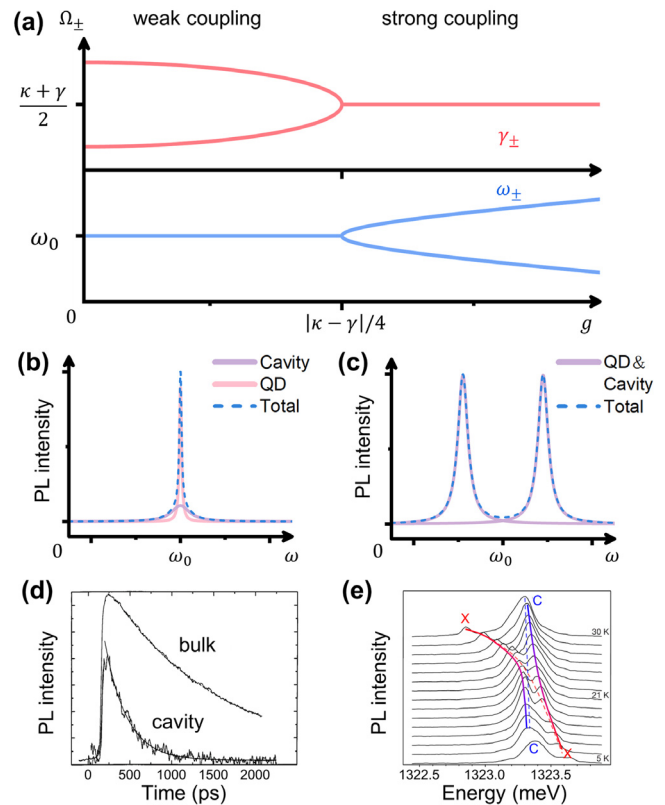 (a) Ω± weak coupling strong coupling
κ + γ
2
γ±
ω±
ω₀
0 |κ − γ|/4 g
(b) (c)
PL intensity
Cavity
QD
Total
0 ω₀ ω
PL intensity
QD &
Cavity
Total
0 ω₀ ω
(d) (e)
PL intensity
bulk
cavity
0 500 1000 1500 2000
Time (ps)
PL intensity
X C
30 K
21 K
C X
5 K
1322.5 1323.0 1323.5
Energy (meV)